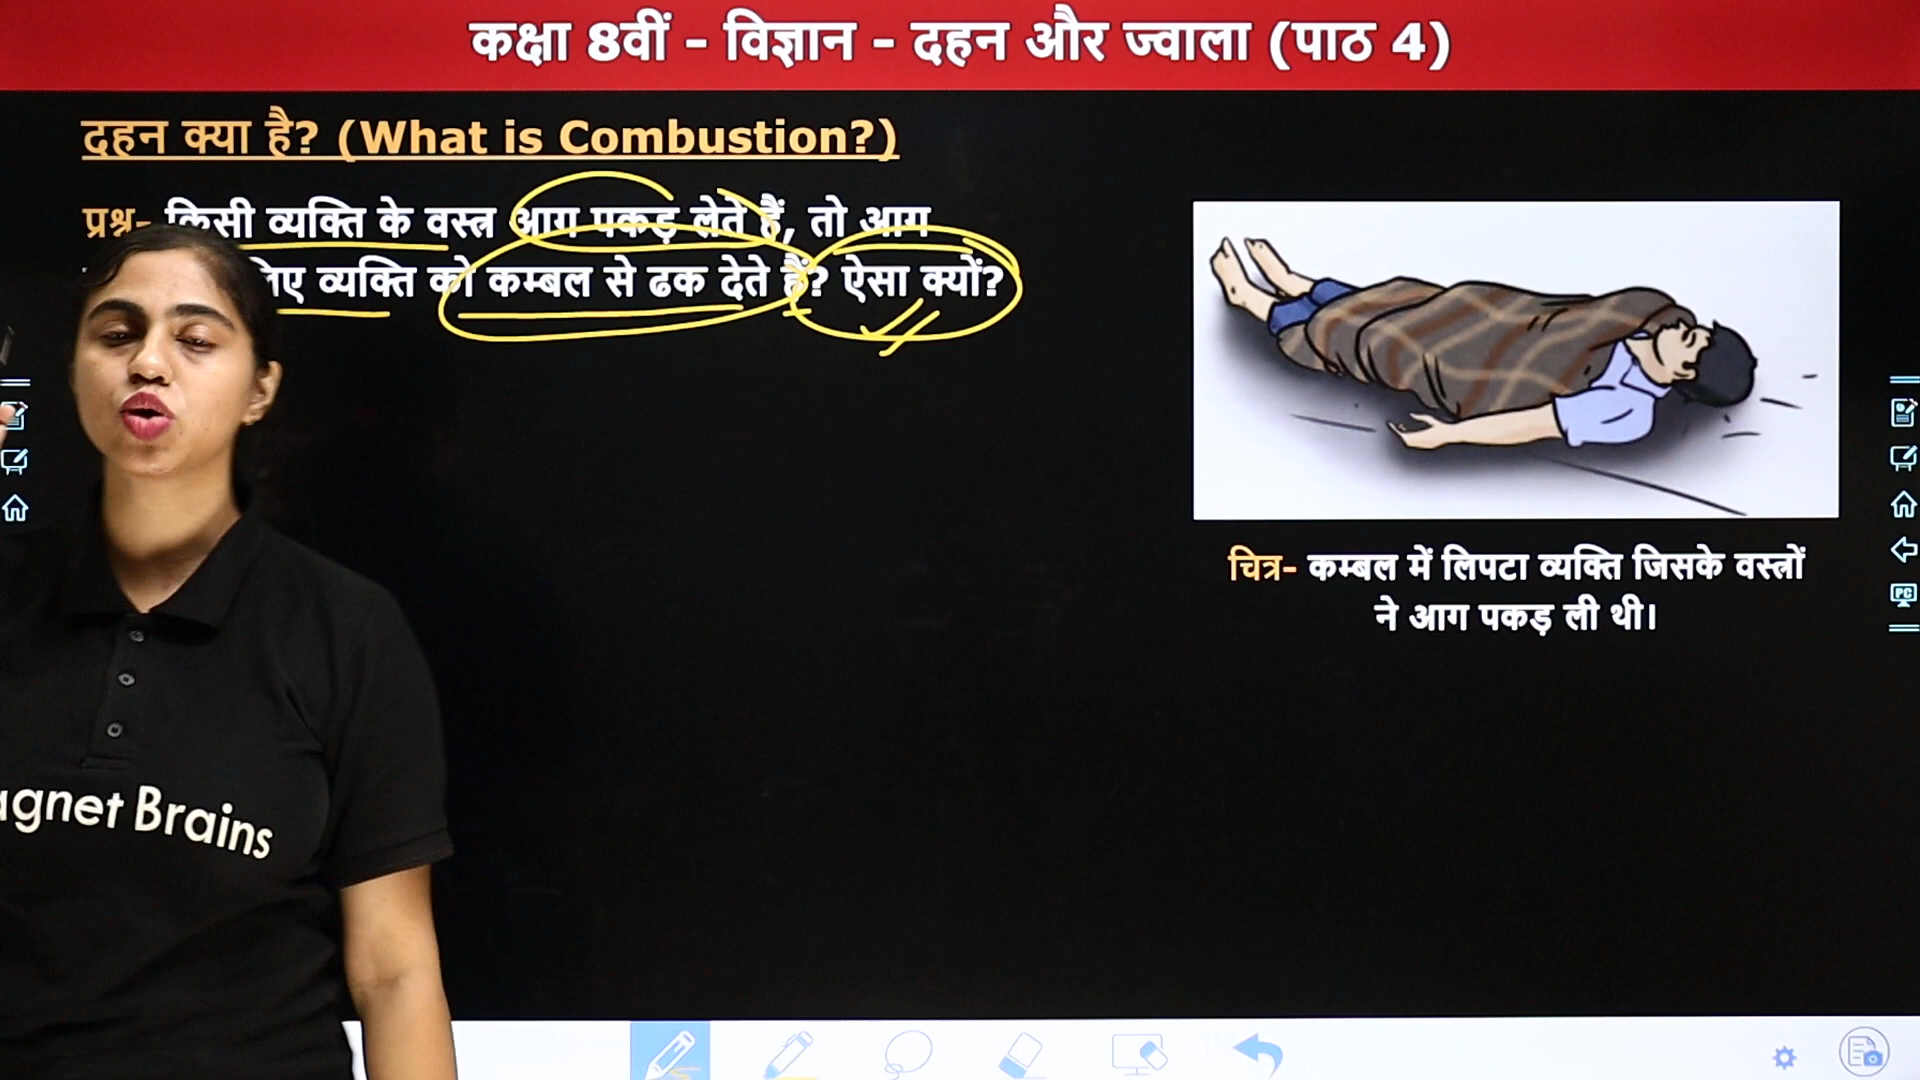 कक्षा 8वीं - विज्ञान - दहन और ज्वाला (पाठ 4)
दहन क्या है? (What is Combustion?)
प्रश्न- किसी व्यक्ति के वस्त्र आग पकड़ लेते हैं, तो आग
व्यक्ति को कम्बल से ढक देते हैं? ऐसा क्यों?
चित्र- कम्बल में लिपटा व्यक्ति जिसके वस्त्रों
ने आग पकड़ ली थी।
PC
Brains